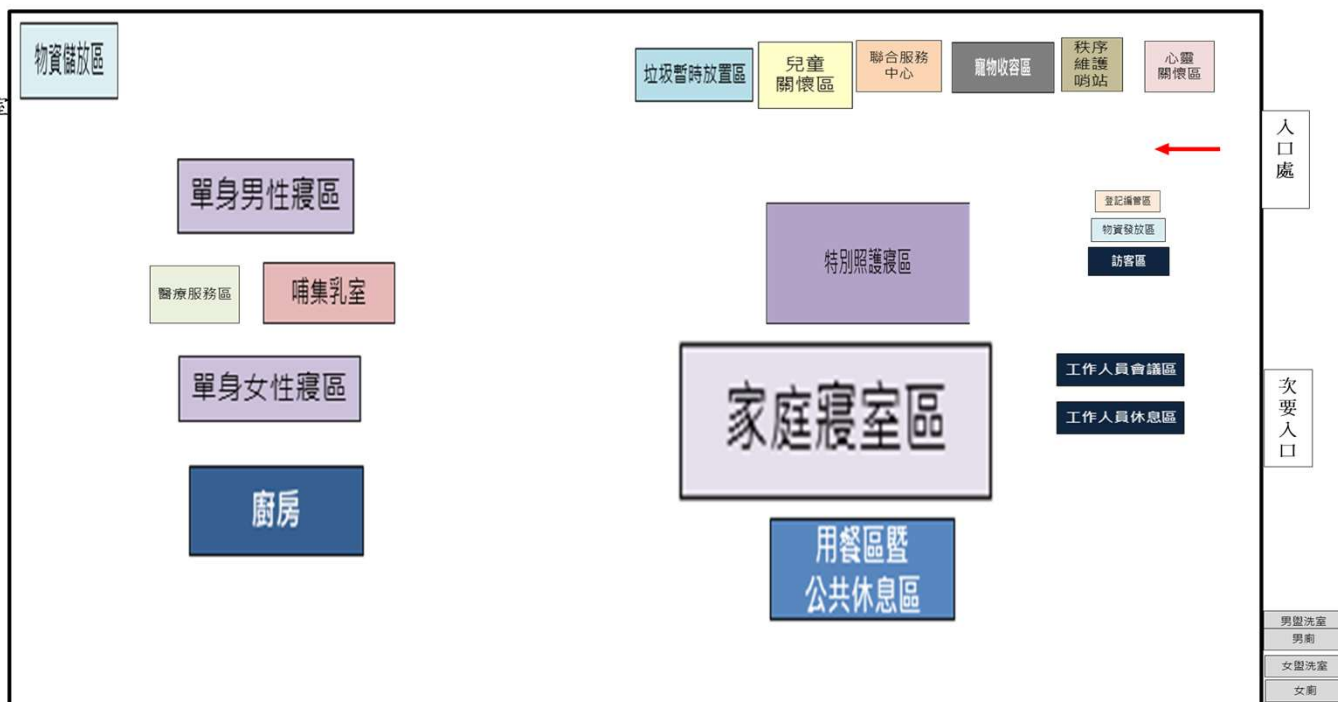 物資儲放區
垃圾暫時放置區
兒童
關懷區
聯合服務
中心
寵物收容區
秩序
維護
哨站
心靈
關懷區
室
入
口
處
單身男性寢區
登記編管區
物資發放區
訪客區
特別照護寢區
醫療服務區
哺集乳室
單身女性寢區
家庭寢室區
工作人員會議區
工作人員休息區
次
要
入
口
廚房
用餐區暨
公共休息區
男盥洗室
男廁
女盥洗室
女廁